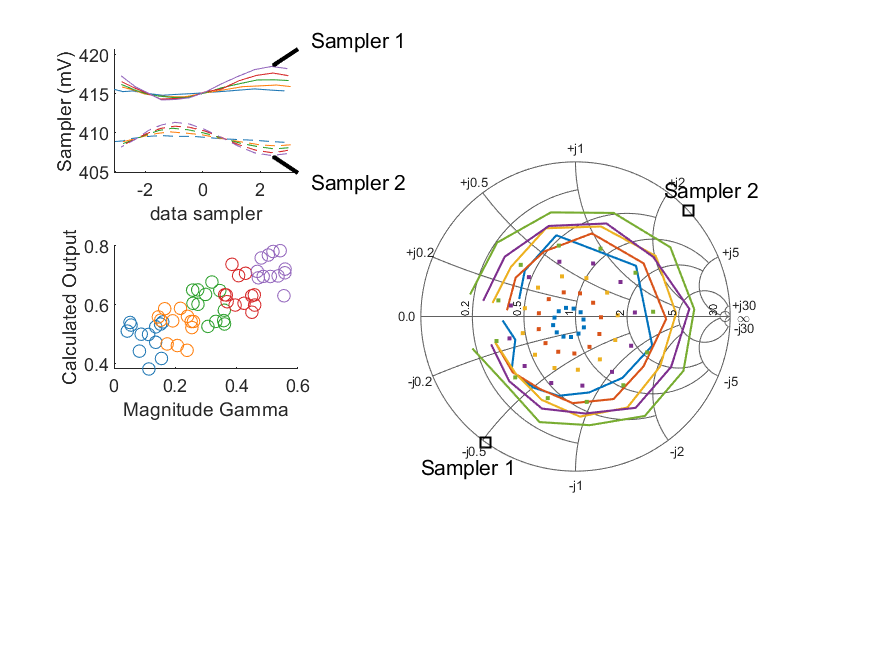 Sampler 1
420
415
410
405
Sampler (mV)
-2
0
2
data sampler
Sampler 2
0.8
0.6
0.4
Calculated Output
0
0.2
0.4
0.6
Magnitude Gamma
+j1
+j0.5
+j2
Sampler 2
+j0.2
+j5
0.0
0.2
0.5
1
2
5
30
+j30
∞
-j30
-j0.2
-j5
-j0.5
-j2
Sampler 1
-j1